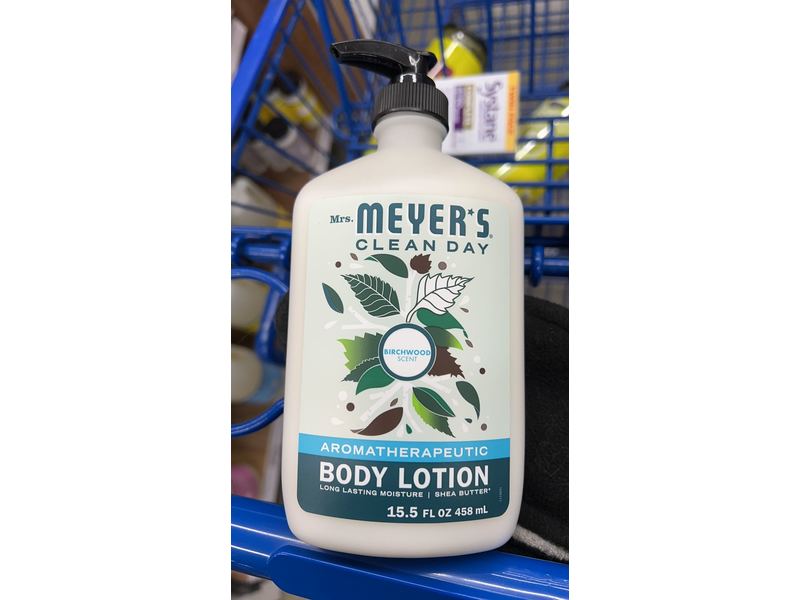 Mrs. MEYER'S®
CLEAN DAY
BIRCHWOOD
SCENT
AROMATHERAPEUTIC
BODY LOTION
LONG LASTING MOISTURE | SHEA BUTTER*
15.5 FL OZ 458 mL
Systane